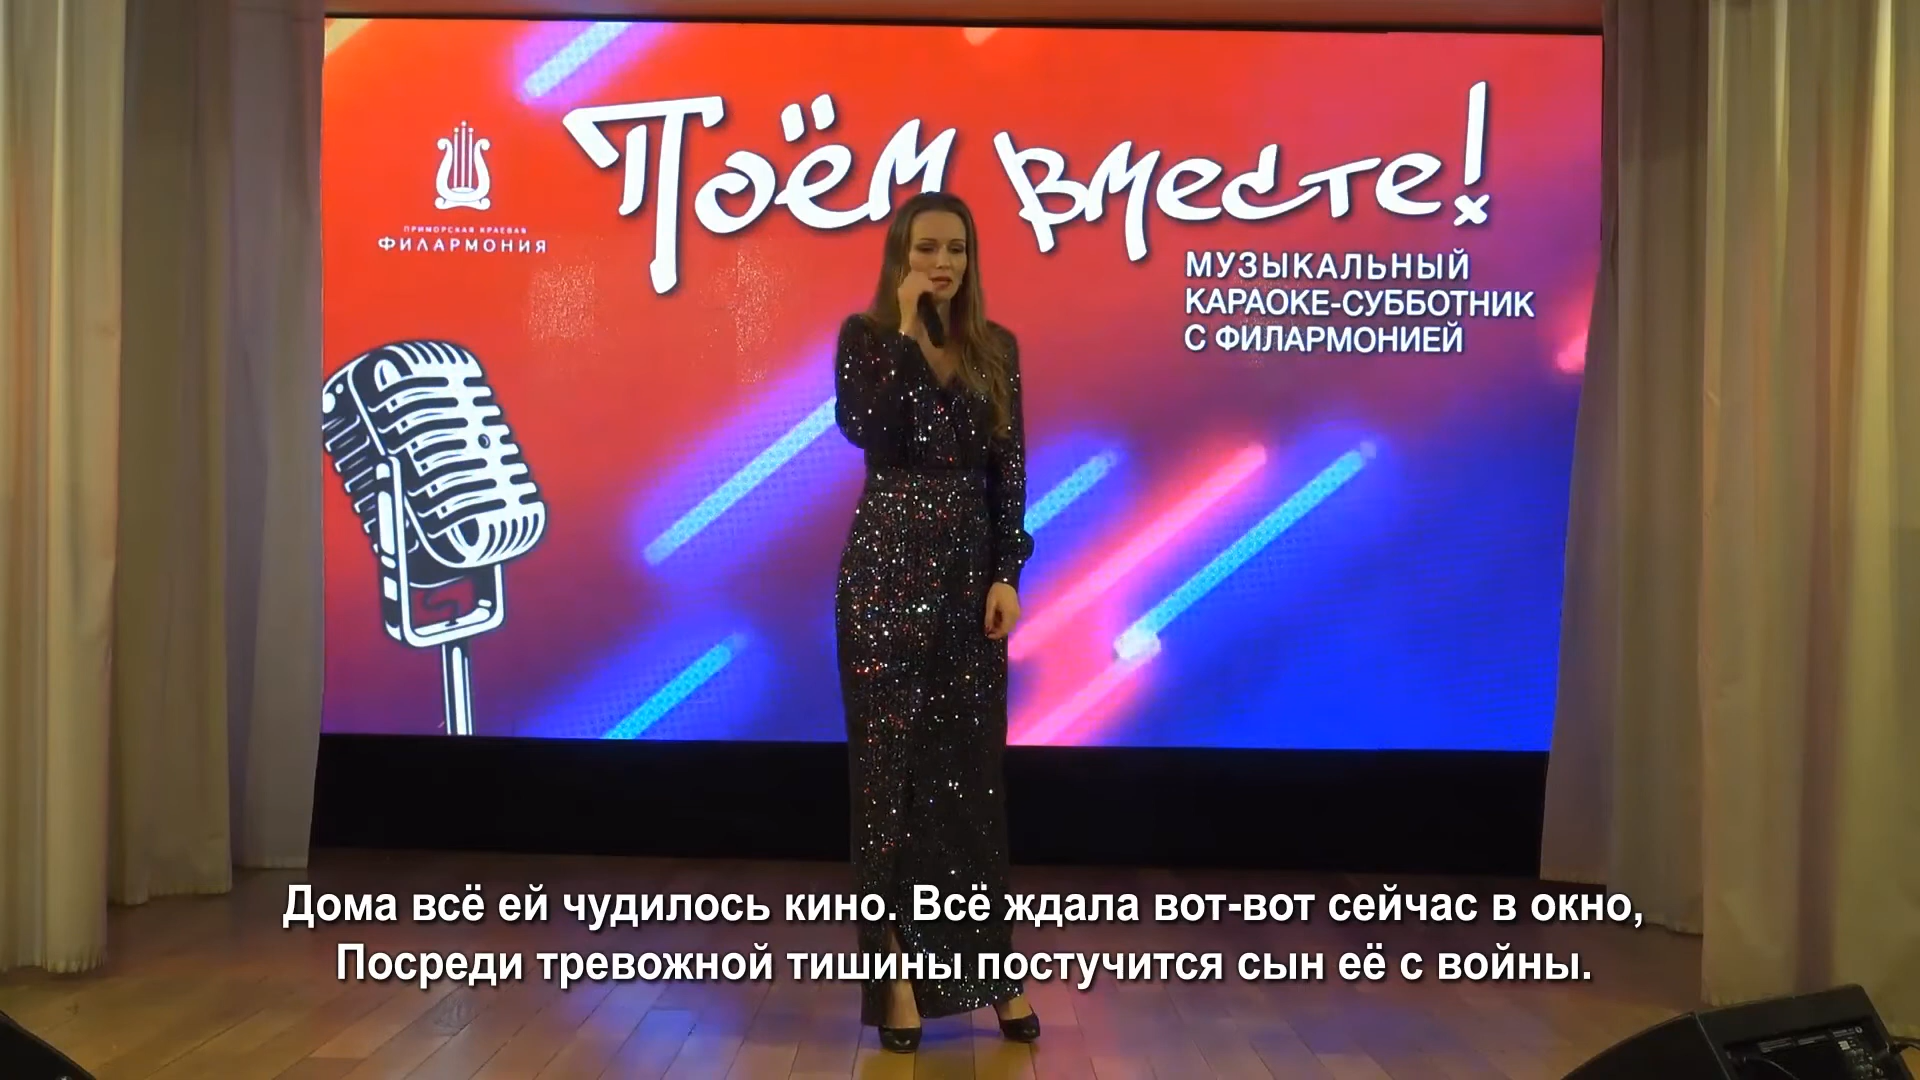 Поём вместе!
ПРИМОРСКАЯ КРАЕВАЯ
ФИЛАРМОНИЯ
МУЗЫКАЛЬНЫЙ
КАРАОКЕ-СУББОТНИК
С ФИЛАРМОНИЕЙ
Дома всё ей чудилось кино. Всё ждала вот-вот сейчас в окно,
Посреди тревожной тишины постучится сын её с войны.